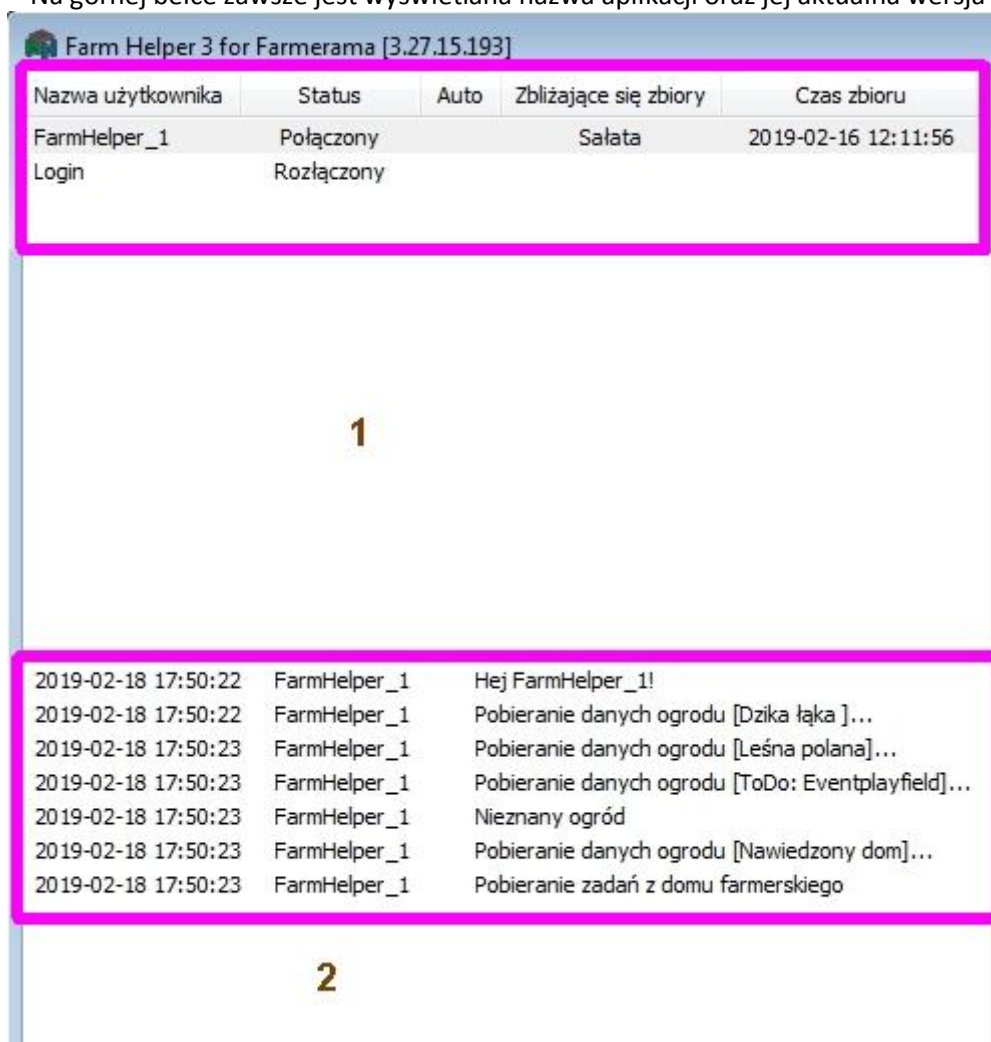 Na górnej belce zawsze jest wyświetlana nazwa aplikacji oraz jej aktualna wersja
Farm Helper 3 for Farmerama [3.27.15.193]
Nazwa użytkownika Status Auto Zbliżające się zbiory Czas zbioru
FarmHelper_1 Połączony Sałata 2019-02-16 12:11:56
Login Rozłączony
1
2019-02-18 17:50:22 FarmHelper_1 Hej FarmHelper_1!
2019-02-18 17:50:22 FarmHelper_1 Pobieranie danych ogrodu [Dzika łąka ]...
2019-02-18 17:50:23 FarmHelper_1 Pobieranie danych ogrodu [Leśna polana]...
2019-02-18 17:50:23 FarmHelper_1 Pobieranie danych ogrodu [ToDo: Eventplayfield]...
2019-02-18 17:50:23 FarmHelper_1 Nieznany ogród
2019-02-18 17:50:23 FarmHelper_1 Pobieranie danych ogrodu [Nawiedzony dom]...
2019-02-18 17:50:23 FarmHelper_1 Pobieranie zadań z domu farmerskiego
2